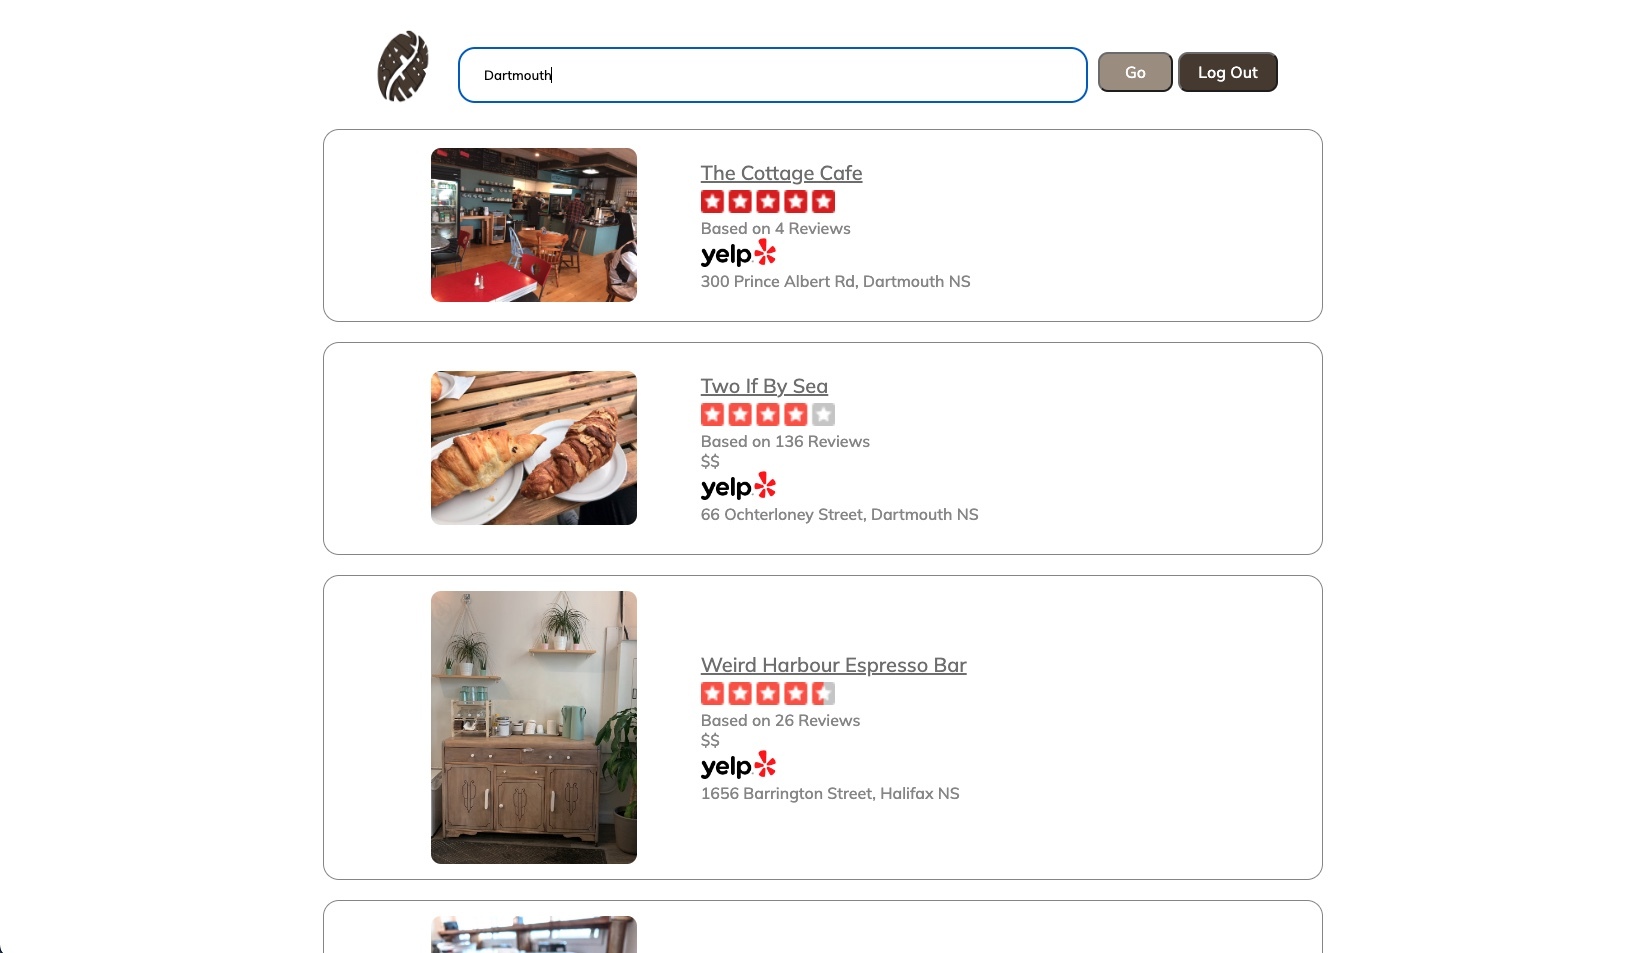 Dartmouth
Go
Log Out
The Cottage Cafe
Based on 4 Reviews
yelp
300 Prince Albert Rd, Dartmouth NS
Two If By Sea
Based on 136 Reviews
$$
yelp
66 Ochterloney Street, Dartmouth NS
Weird Harbour Espresso Bar
Based on 26 Reviews
$$
yelp
1656 Barrington Street, Halifax NS